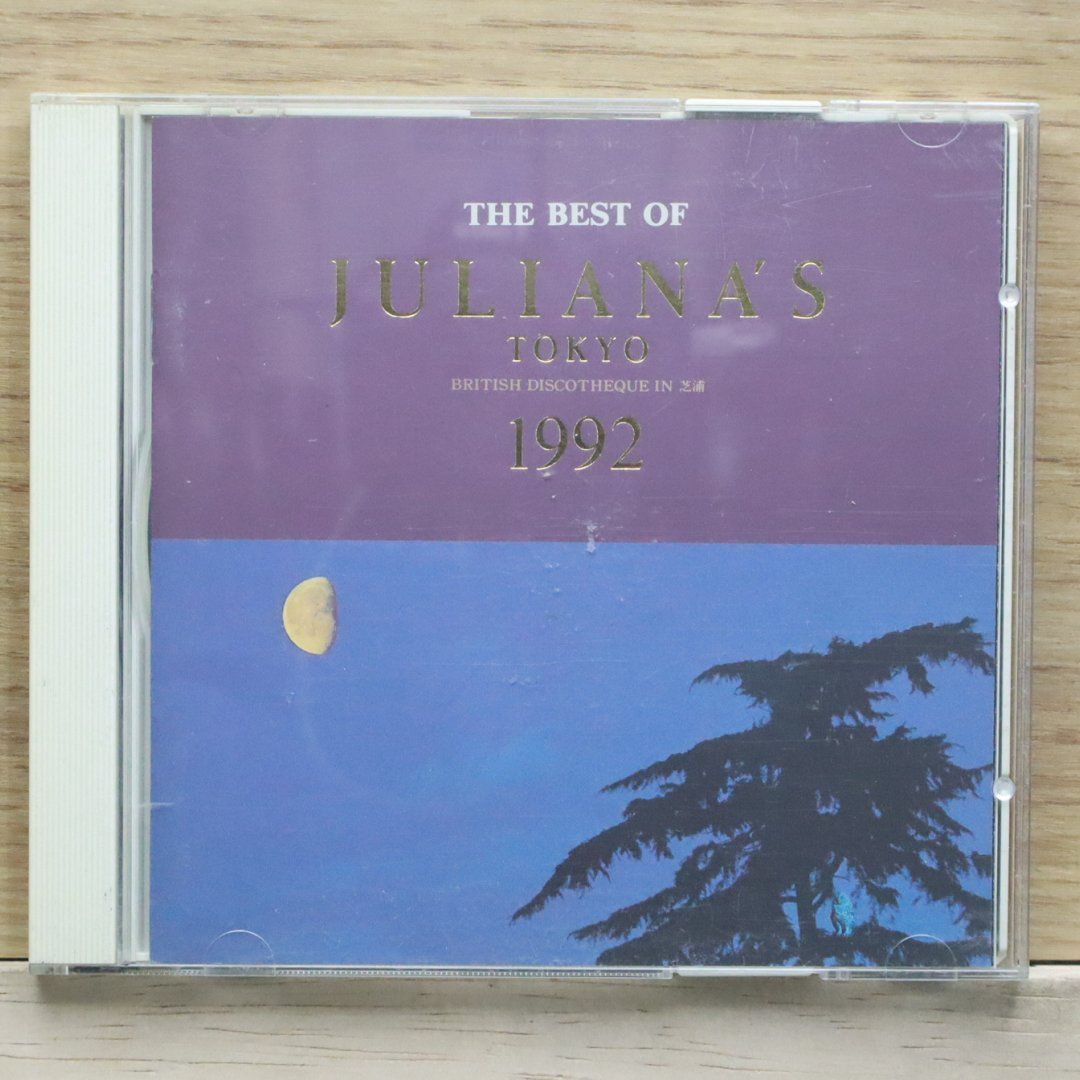 THE BEST OF
JULIANA'S
TOKYO
BRITISH DISCOTHEQUE IN 芝浦
1992